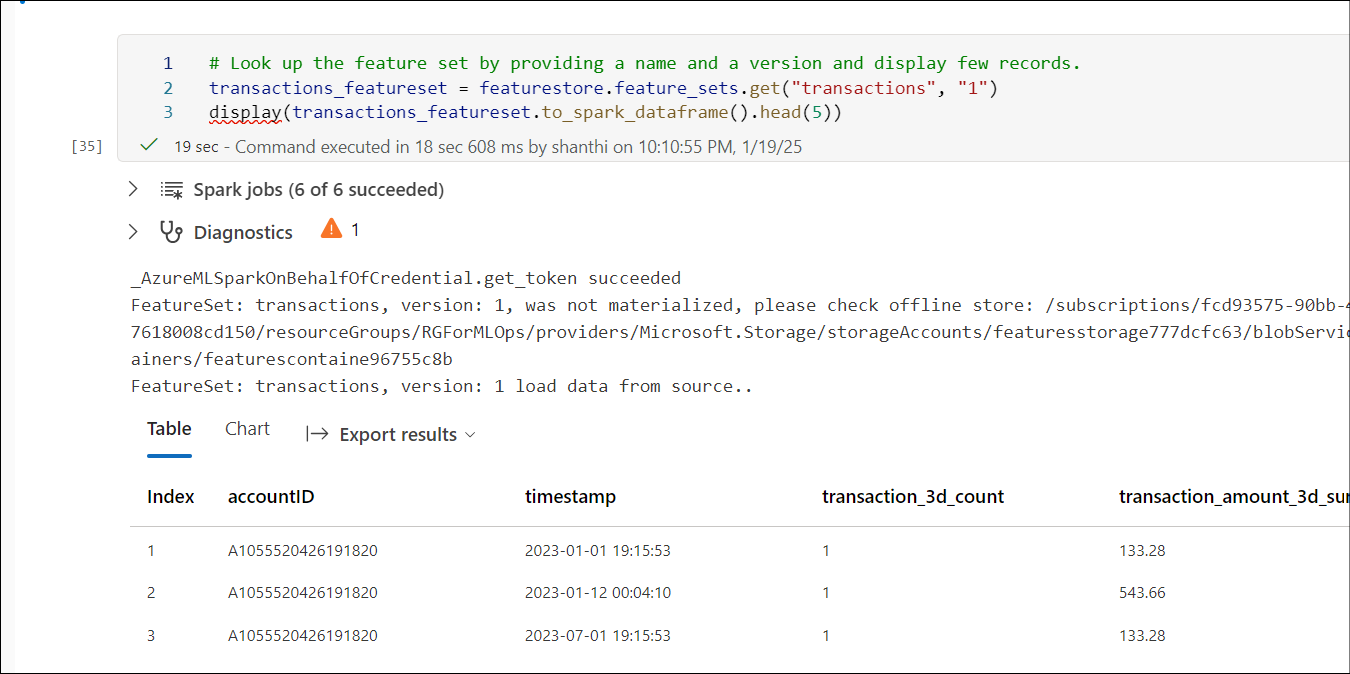 1 # Look up the feature set by providing a name and a version and display few records.
2 transactions_featureset = featurestore.feature_sets.get("transactions", "1")
3 display(transactions_featureset.to_spark_dataframe().head(5))
[35] 19 sec - Command executed in 18 sec 608 ms by shanthi on 10:10:55 PM, 1/19/25
Spark jobs (6 of 6 succeeded)
Diagnostics 1
_AzureMLSparkOnBehalfOfCredential.get_token succeeded
FeatureSet: transactions, version: 1, was not materialized, please check offline store: /subscriptions/fcd93575-90bb-4
7618008cd150/resourceGroups/RGForMLOps/providers/Microsoft.Storage/storageAccounts/featuresstorage777dcfc63/blobServic
ainers/featurescontaine96755c8b
FeatureSet: transactions, version: 1 load data from source..
Table Chart Export results
Index accountID timestamp transaction_3d_count transaction_amount_3d_sum
1 A1055520426191820 2023-01-01 19:15:53 1 133.28
2 A1055520426191820 2023-01-12 00:04:10 1 543.66
3 A1055520426191820 2023-07-01 19:15:53 1 133.28